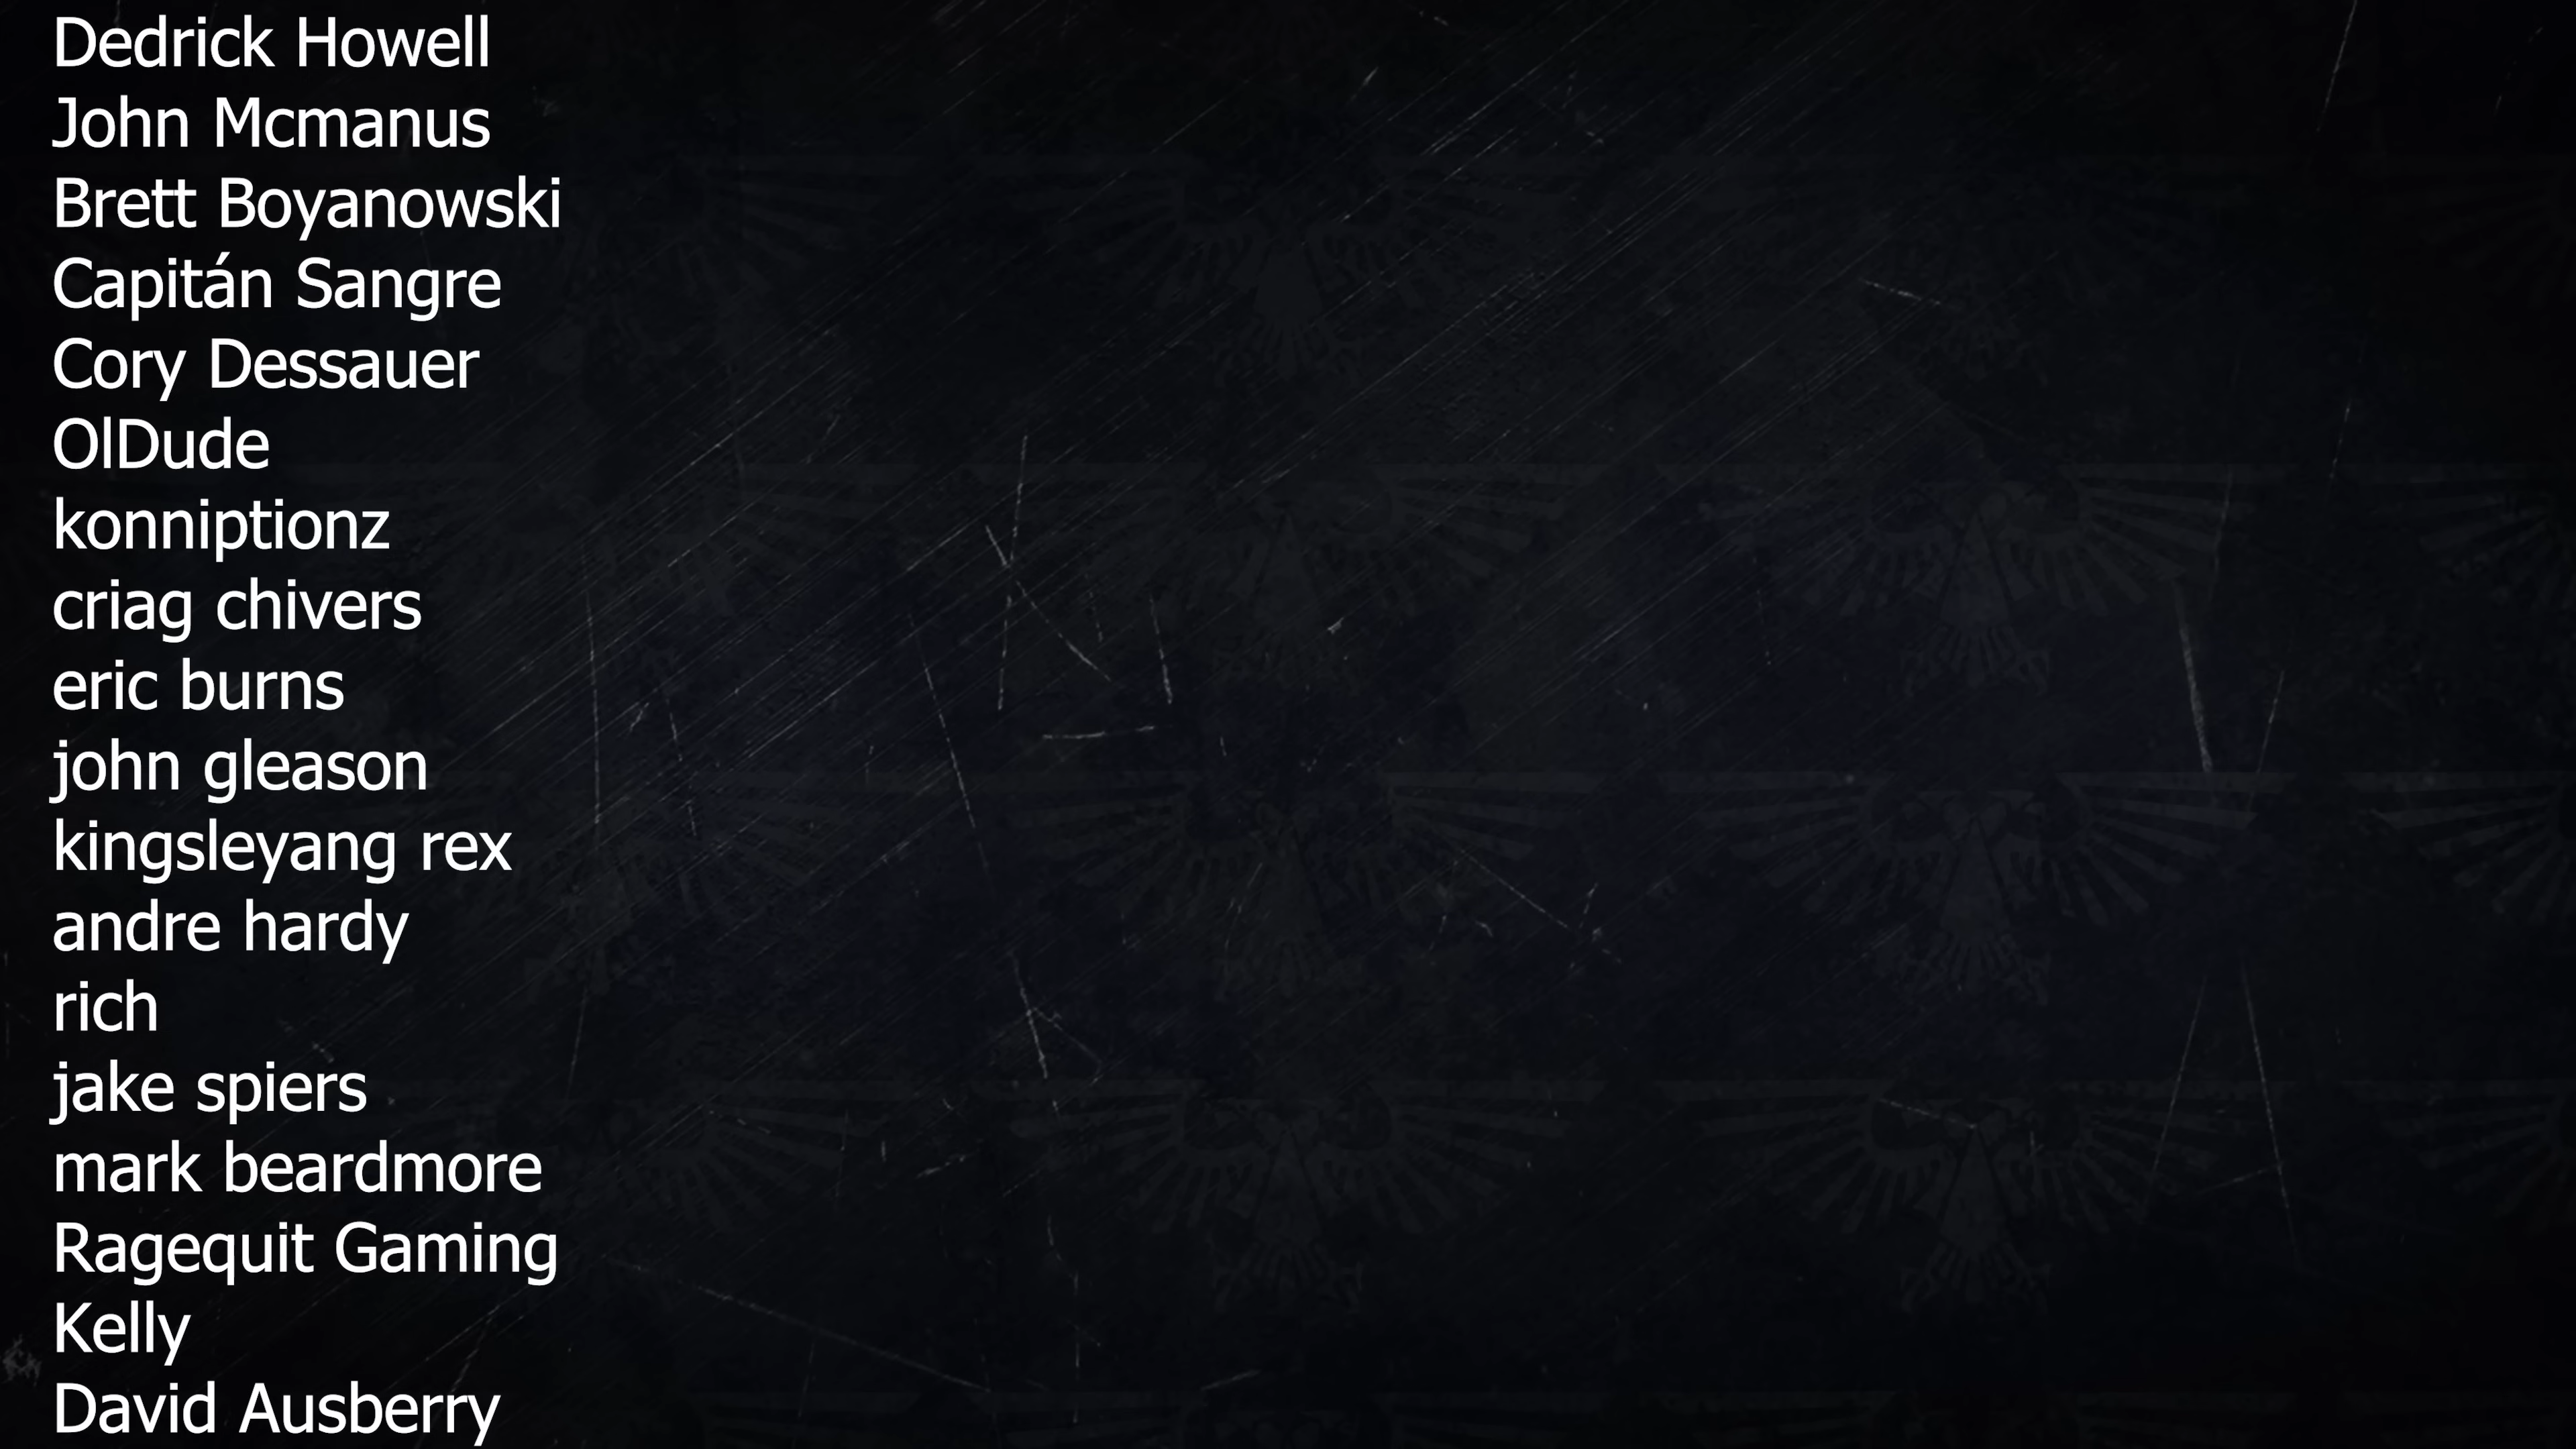 Dedrick Howell
John Mcmanus
Brett Boyanowski
Capitán Sangre
Cory Dessauer
OlDude
konniptionz
criag chivers
eric burns
john gleason
kingsleyang rex
andre hardy
rich
jake spiers
mark beardmore
Ragequit Gaming
Kelly
David Ausberry